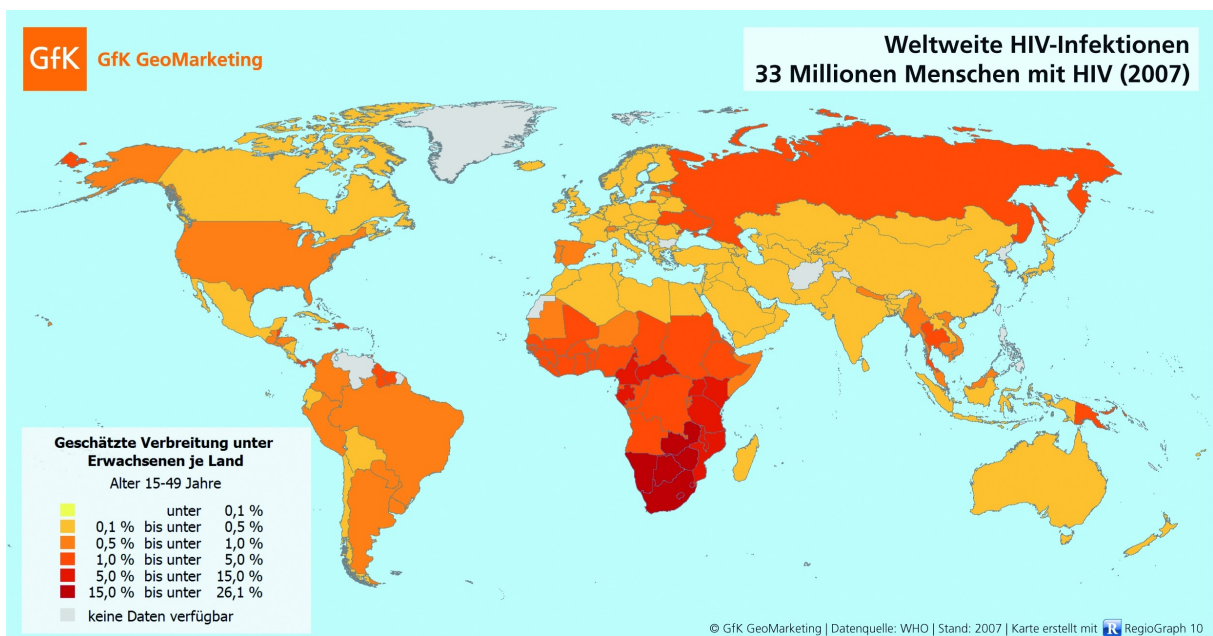 GfK GfK GeoMarketing
Weltweite HIV-Infektionen
33 Millionen Menschen mit HIV (2007)
Geschätzte Verbreitung unter
Erwachsenen je Land
Alter 15-49 Jahre
unter 0,1 %
0,1 % bis unter 0,5 %
0,5 % bis unter 1,0 %
1,0 % bis unter 5,0 %
5,0 % bis unter 15,0 %
15,0 % bis unter 26,1 %
keine Daten verfügbar
© GfK GeoMarketing | Datenquelle: WHO | Stand: 2007 | Karte erstellt mit R RegioGraph 10